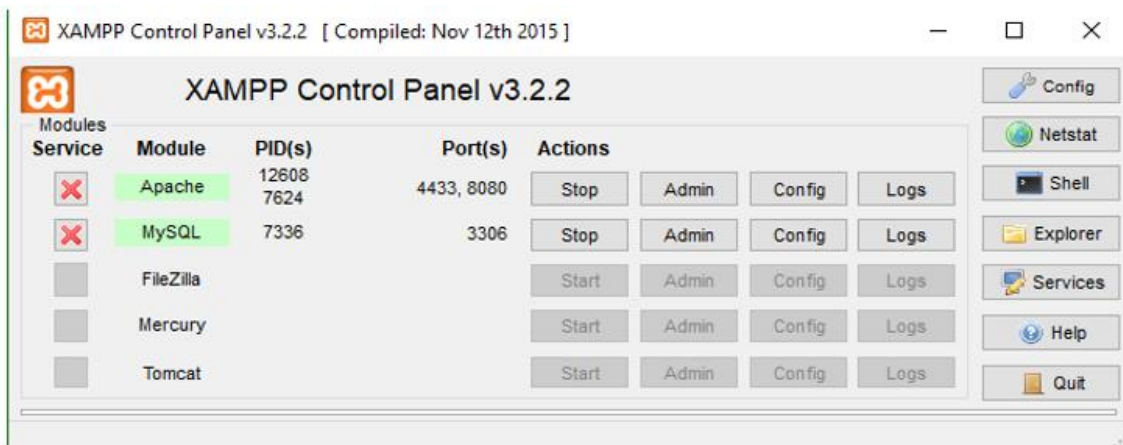 XAMPP Control Panel v3.2.2 [ Compiled: Nov 12th 2015 ]
XAMPP Control Panel v3.2.2
Modules
Service Module PID(s) Port(s) Actions
Apache 12608 7624 4433, 8080 Stop Admin Config Logs
MySQL 7336 3306 Stop Admin Config Logs
FileZilla Start Admin Config Logs
Mercury Start Admin Config Logs
Tomcat Start Admin Config Logs
Config
Netstat
Shell
Explorer
Services
Help
Quit